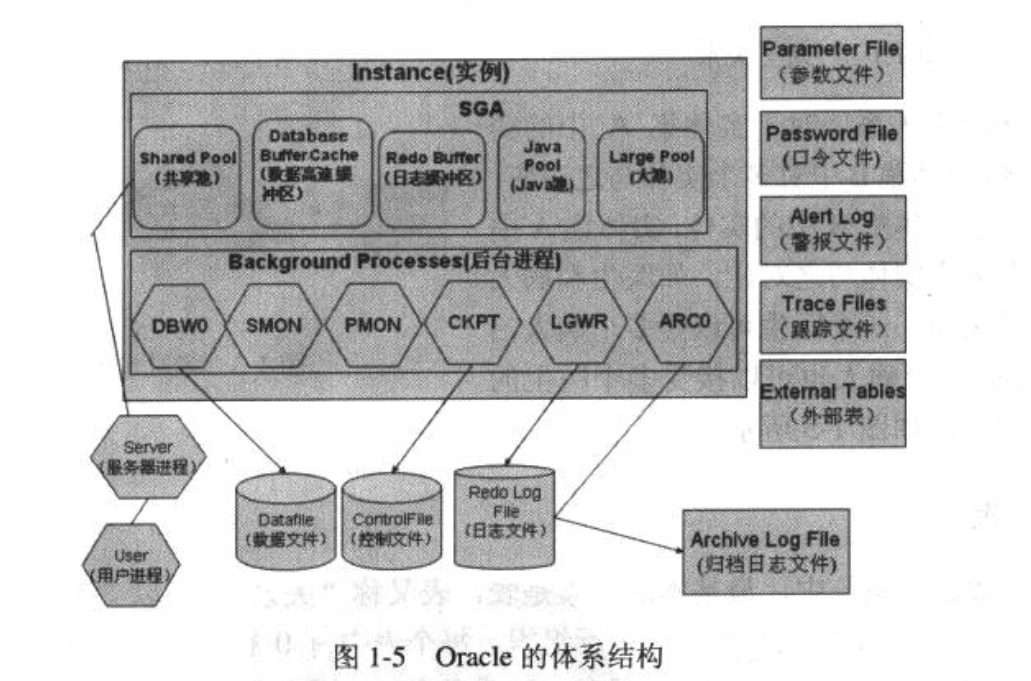 Instance(实例)
SGA
Shared Pool
(共享池)
Database
Buffer Cache
(数据高速缓
冲区)
Redo Buffer
(日志缓冲区)
Java
Pool
(Java池)
Large Pool
(大池)
Background Processes(后台进程)
DBW0
SMON
PMON
CKPT
LGWR
ARC0
Parameter File
(参数文件)
Password File
(口令文件)
Alert Log
(警报文件)
Trace Files
(跟踪文件)
External Tables
(外部表)
Server
(服务器进程)
User
(用户进程)
Datafile
(数据文件)
ControlFile
(控制文件)
Redo Log
File
(日志文件)
Archive Log File
(归档日志文件)
图 1-5 Oracle 的体系结构